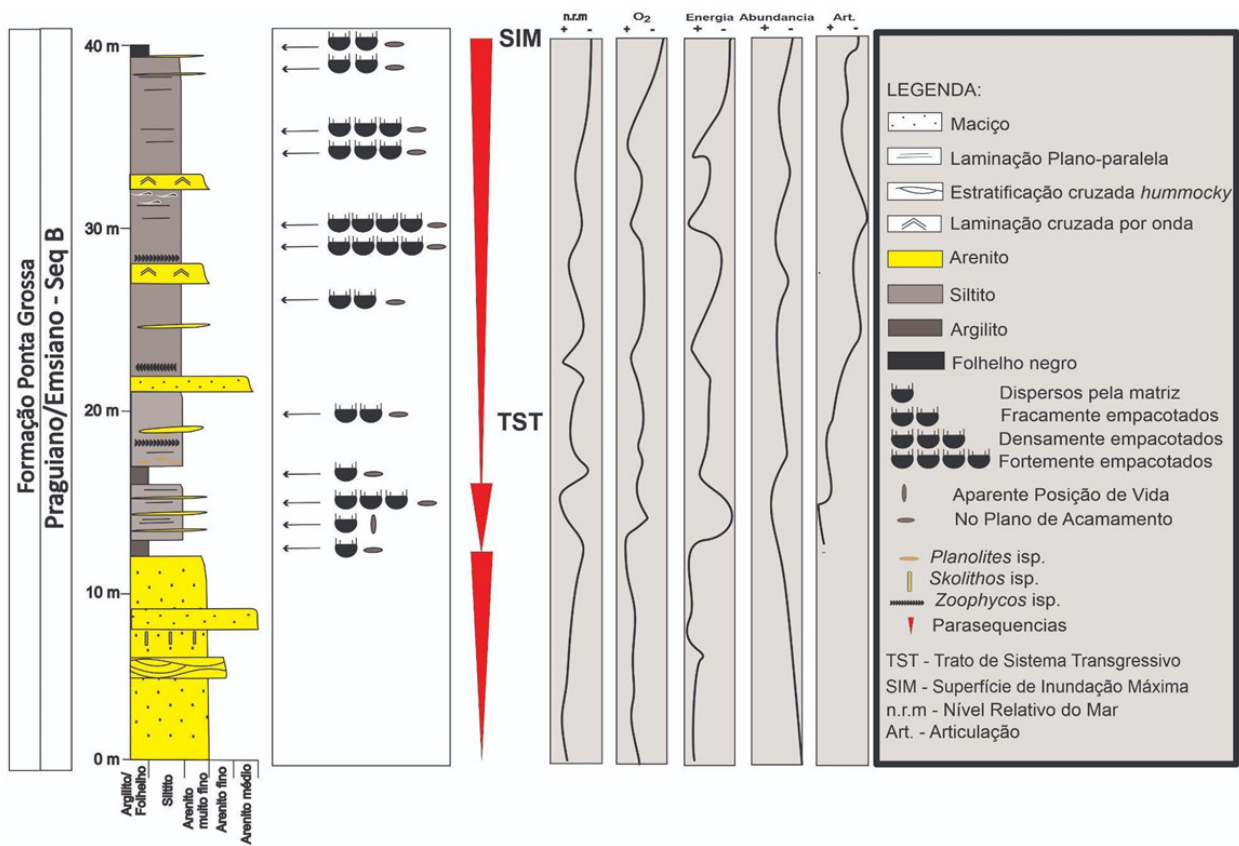 Formação Ponta Grossa
Praguiano/Emsiano - Seq B
40 m
30 m
20 m
10 m
0 m
Argilito/
Folhelho
Siltito
Arenito
muito fino
Arenito fino
Arenito médio
SIM
TST
n.r.m
+ -
O2
+ -
Energia
+ -
Abundancia
+ -
Art.
+ -
LEGENDA:
Maciço
Laminação Plano-paralela
Estratificação cruzada hummocky
Laminação cruzada por onda
Arenito
Siltito
Argilito
Folhelho negro
Dispersos pela matriz
Fracamente empacotados
Densamente empacotados
Fortemente empacotados
Aparente Posição de Vida
No Plano de Acamamento
Planolites isp.
Skolithos isp.
Zoophycos isp.
Parasequencias
TST - Trato de Sistema Transgressivo
SIM - Superfície de Inundação Máxima
n.r.m - Nível Relativo do Mar
Art. - Articulação